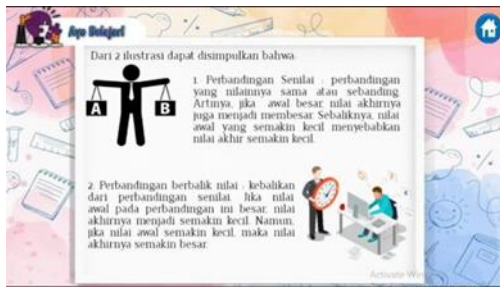 Ayo Belajar!
Dari 2 ilustrasi dapat disimpulkan bahwa:
A B
1. Perbandingan Senilai : perbandingan
yang nilainnya sama atau sebanding.
Artinya, jika awal besar, nilai akhirnya
juga menjadi membesar. Sebaliknya, nilai
awal yang semakin kecil menyebabkan
nilai akhir semakin kecil.
2. Perbandingan berbalik nilai : kebalikan
dari perbandingan senilai. Jika nilai
awal pada perbandingan ini besar, nilai
akhirnya menjadi semakin kecil. Namun,
jika nilai awal semakin kecil, maka nilai
akhirnya semakin besar.
Activate